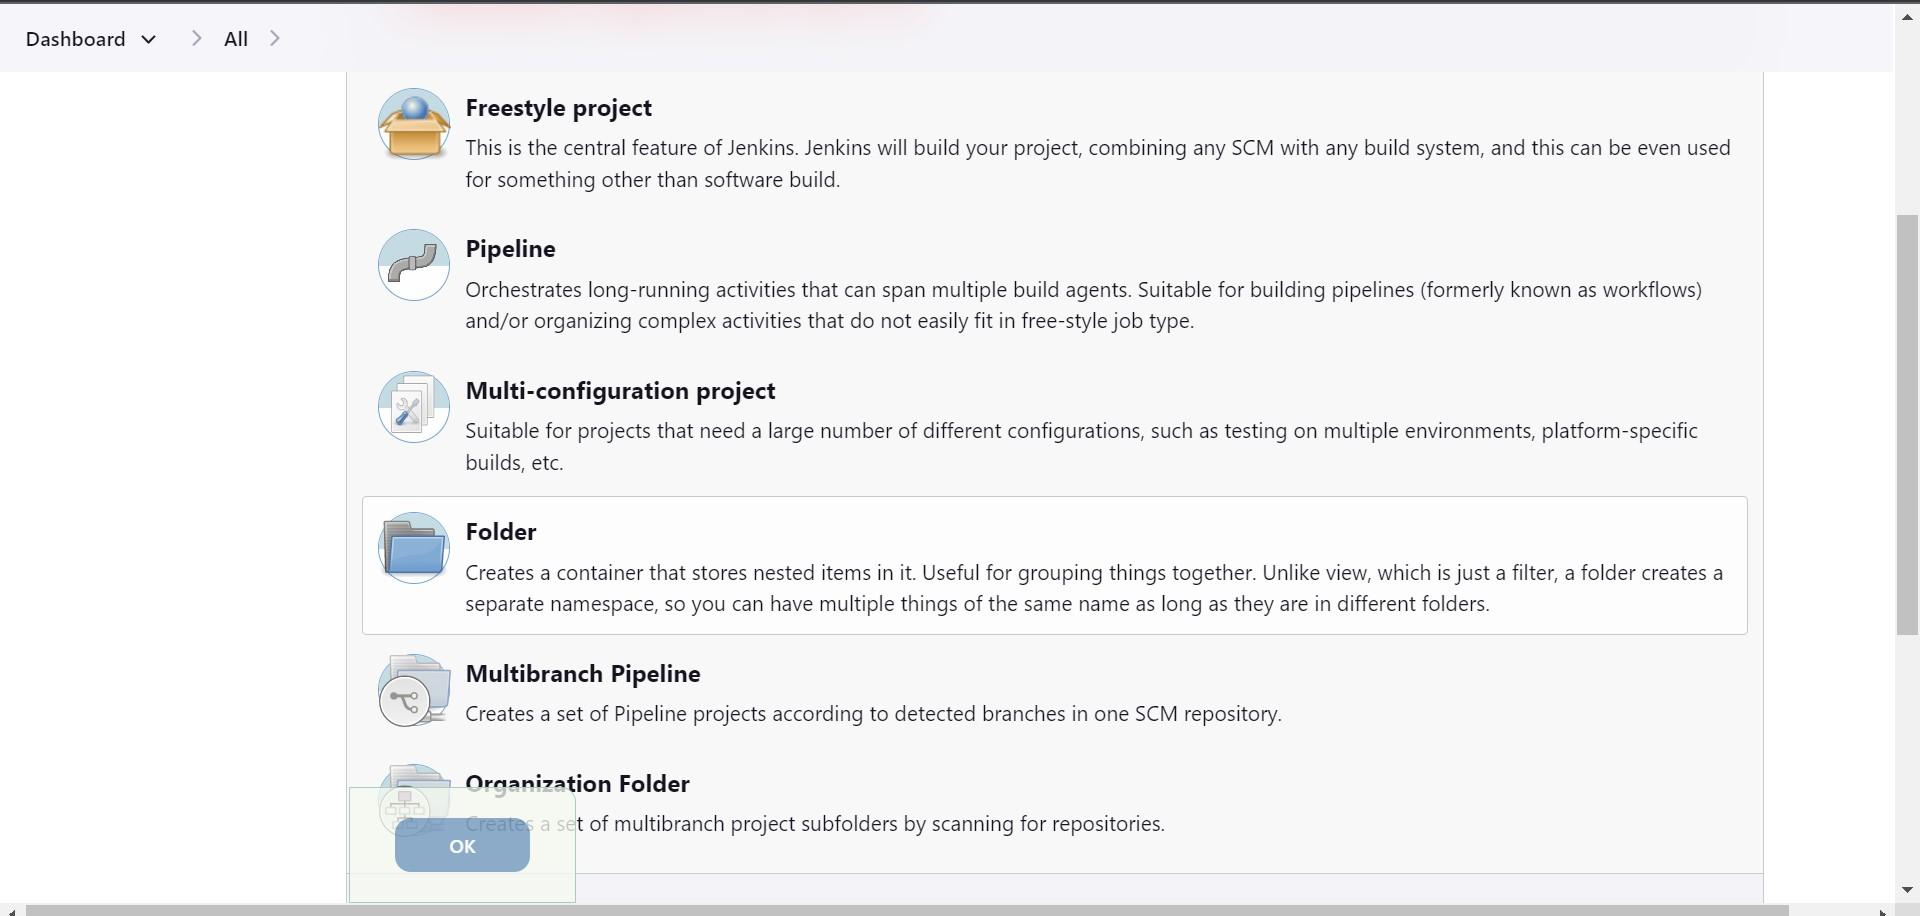 Dashboard
All
Freestyle project
This is the central feature of Jenkins. Jenkins will build your project, combining any SCM with any build system, and this can be even used
for something other than software build.
Pipeline
Orchestrates long-running activities that can span multiple build agents. Suitable for building pipelines (formerly known as workflows)
and/or organizing complex activities that do not easily fit in free-style job type.
Multi-configuration project
Suitable for projects that need a large number of different configurations, such as testing on multiple environments, platform-specific
builds, etc.
Folder
Creates a container that stores nested items in it. Useful for grouping things together. Unlike view, which is just a filter, a folder creates a
separate namespace, so you can have multiple things of the same name as long as they are in different folders.
Multibranch Pipeline
Creates a set of Pipeline projects according to detected branches in one SCM repository.
Organization Folder
Creates a set of multibranch project subfolders by scanning for repositories.
OK